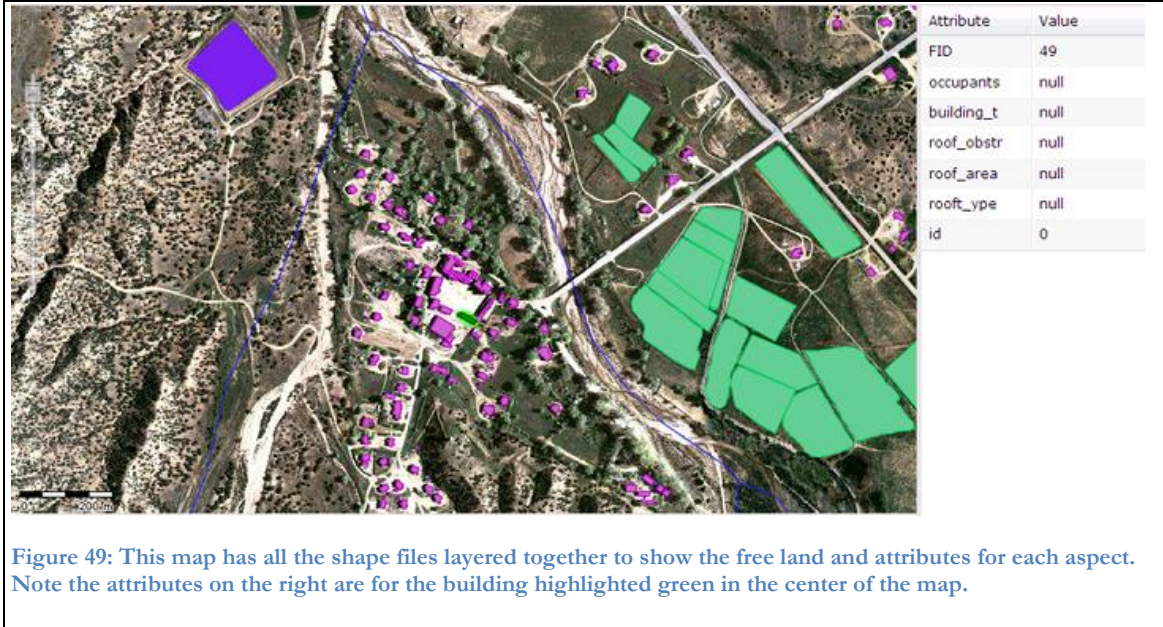 Attribute Value
FID 49
occupants null
building_t null
roof_obstr null
roof_area null
rooft_ype null
id 0
0 200m
Figure 49: This map has all the shape files layered together to show the free land and attributes for each aspect.
Note the attributes on the right are for the building highlighted green in the center of the map.